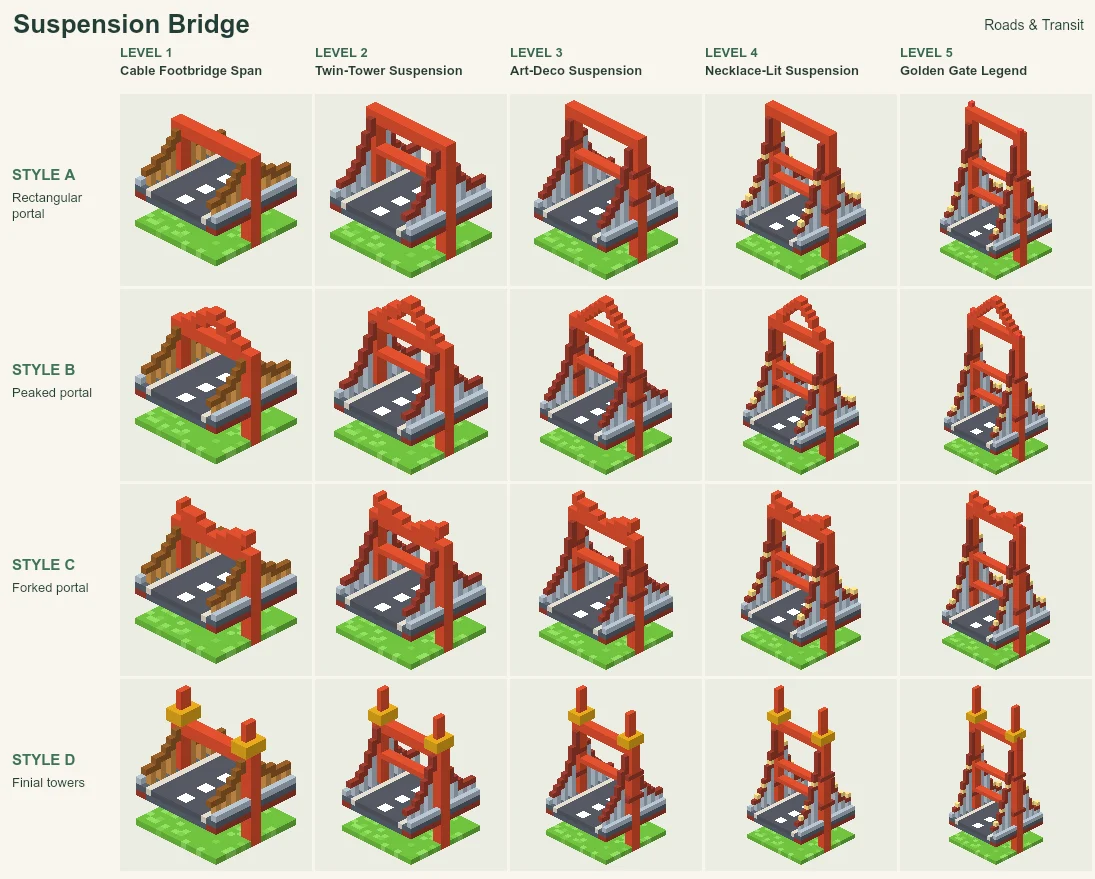 Suspension Bridge
Roads & Transit
LEVEL 1
Cable Footbridge Span
LEVEL 2
Twin-Tower Suspension
LEVEL 3
Art-Deco Suspension
LEVEL 4
Necklace-Lit Suspension
LEVEL 5
Golden Gate Legend
STYLE A
Rectangular
portal
STYLE B
Peaked portal
STYLE C
Forked portal
STYLE D
Finial towers